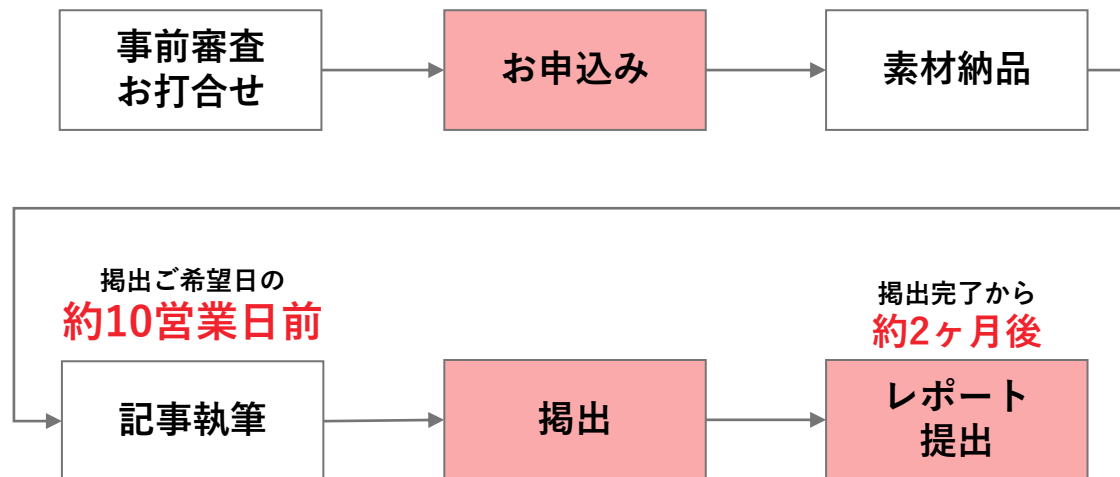 事前審査
お打合せ
お申込み
素材納品
掲出ご希望日の
約10営業日前
記事執筆
掲出
掲出完了から
約2ヶ月後
レポート
提出